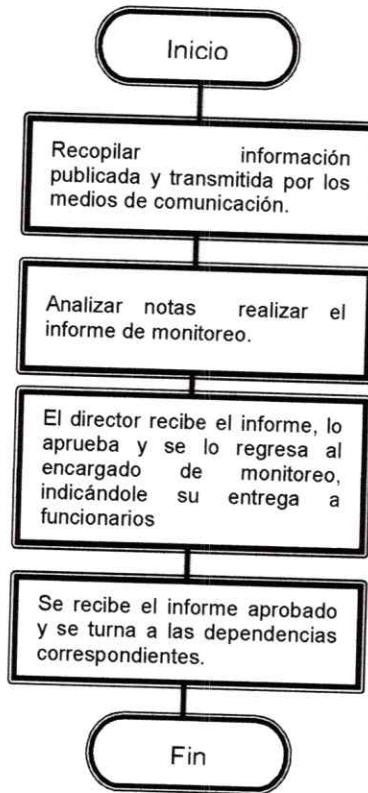 Inicio
Recopilar información
publicada y transmitida por los
medios de comunicación.
Analizar notas realizar el
informe de monitoreo.
El director recibe el informe, lo
aprueba y se lo regresa al
encargado de monitoreo,
indicándole su entrega a
funcionarios
Se recibe el informe aprobado
y se turna a las dependencias
correspondientes.
Fin